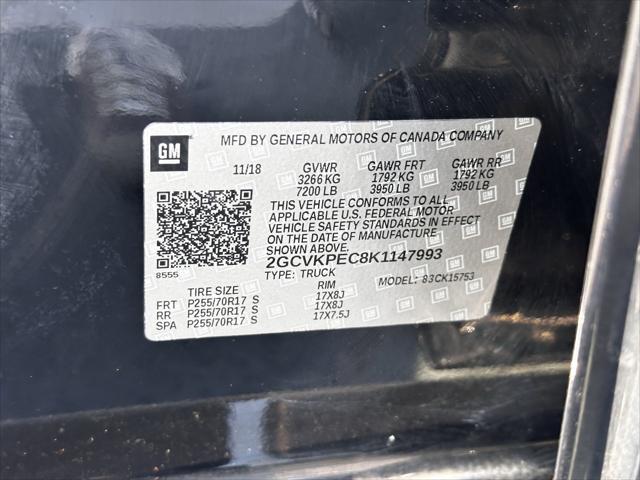 GM
MFD BY GENERAL MOTORS OF CANADA COMPANY
11/18 GVWR GAWR FRT GAWR RR
3266 KG 1792 KG 1792 KG
7200 LB 3950 LB 3950 LB
THIS VEHICLE CONFORMS TO ALL
APPLICABLE U.S. FEDERAL MOTOR
VEHICLE SAFETY STANDARDS IN EFFECT
ON THE DATE OF MANUFACTURE
SHOWN ABOVE.
2GCVKPEC8K1147993
8555 TYPE: TRUCK MODEL: 83CK15753
TIRE SIZE RIM
FRT P255/70R17 S 17X8J
RR P255/70R17 S 17X8J
SPA P255/70R17 S 17X7.5J